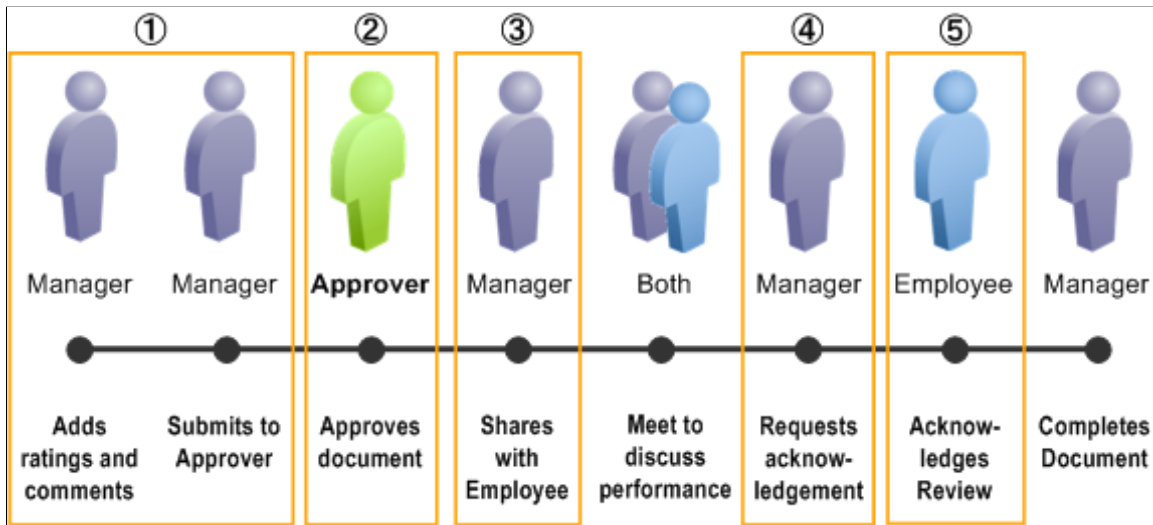 ① ② ③ ④ ⑤
Manager Manager Approver Manager Both Manager Employee Manager
Adds
ratings and
comments
Submits to
Approver
Approves
document
Shares
with
Employee
Meet to
discuss
performance
Requests
acknow-
ledgement
Acknow-
ledges
Review
Completes
Document